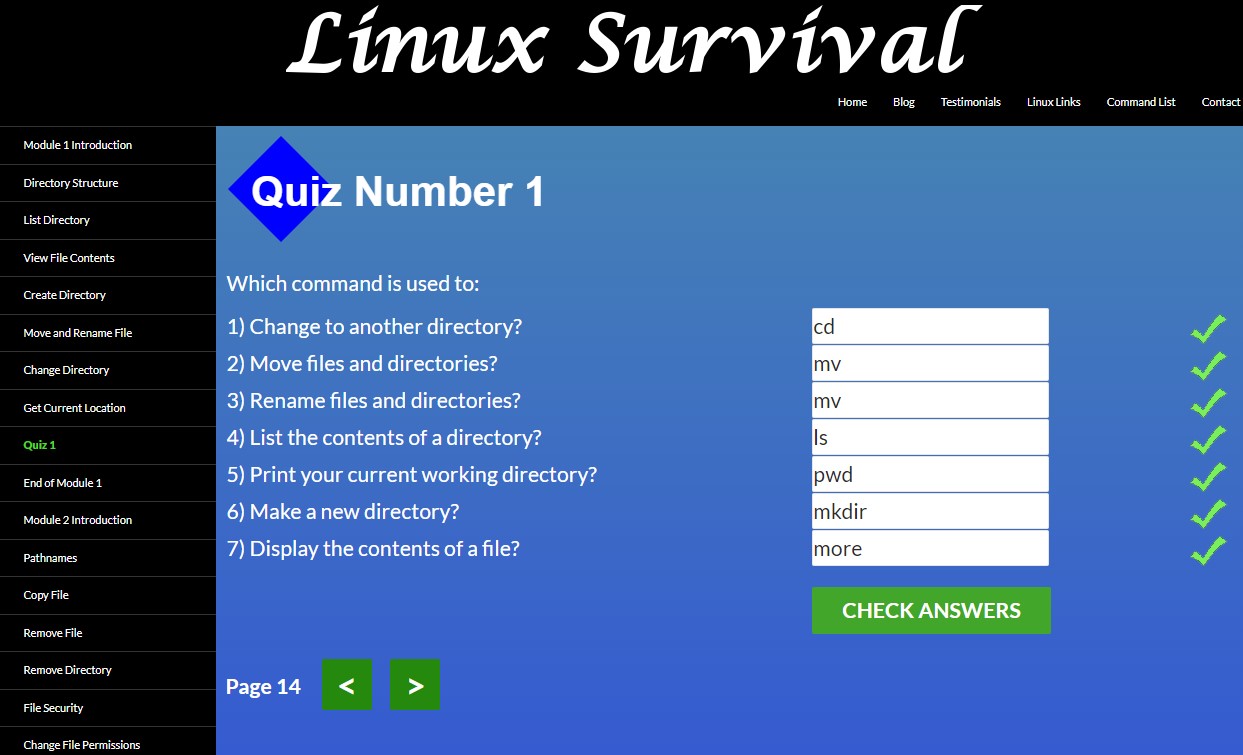 Linux Survival
Home Blog Testimonials Linux Links Command List Contact
Module 1 Introduction
Directory Structure
List Directory
View File Contents
Create Directory
Move and Rename File
Change Directory
Get Current Location
Quiz 1
End of Module 1
Module 2 Introduction
Pathnames
Copy File
Remove File
Remove Directory
File Security
Change File Permissions
Quiz Number 1
Which command is used to:
1) Change to another directory? cd
2) Move files and directories? mv
3) Rename files and directories? mv
4) List the contents of a directory? ls
5) Print your current working directory? pwd
6) Make a new directory? mkdir
7) Display the contents of a file? more
CHECK ANSWERS
Page 14 < >